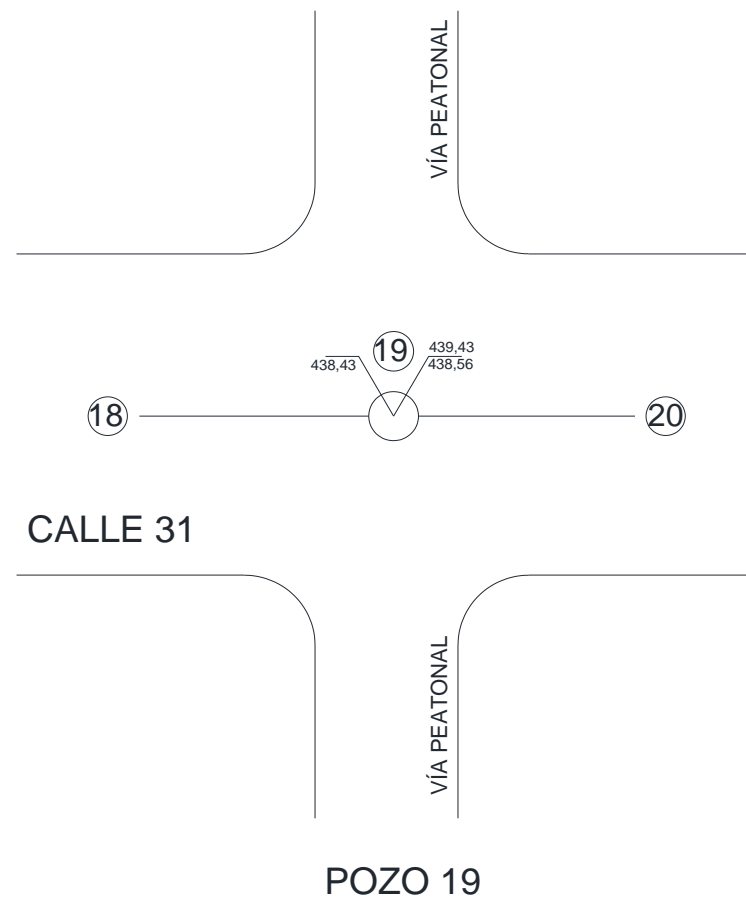 VÍA PEATONAL
19
439,43
438,43
438,56
18
20
CALLE 31
VÍA PEATONAL
POZO 19